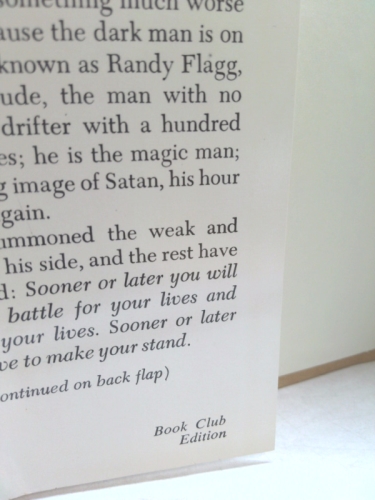 something much worse
ause the dark man is on
known as Randy Flagg,
ude, the man with no
drifter with a hundred
es; he is the magic man;
g image of Satan, his hour
gain.
ummoned the weak and
his side, and the rest have
d: Sooner or later you will
battle for your lives and
your lives. Sooner or later
ve to make your stand.
ontinued on back flap)
Book Club
Edition